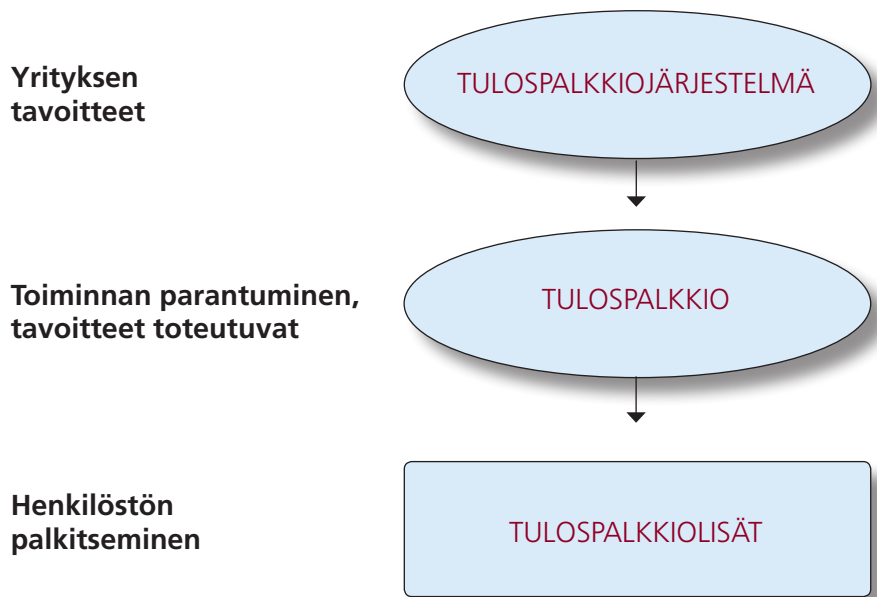 Yrityksen
tavoitteet
TULOSPALKKIOJÄRJESTELMÄ
Toiminnan parantuminen,
tavoitteet toteutuvat
TULOSPALKKIO
Henkilöstön
palkitseminen
TULOSPALKKIOLISÄT